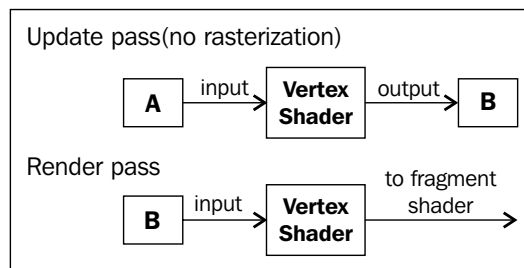 Update pass(no rasterization)
A
input
Vertex
Shader
output
B
Render pass
B
input
Vertex
Shader
to fragment
shader